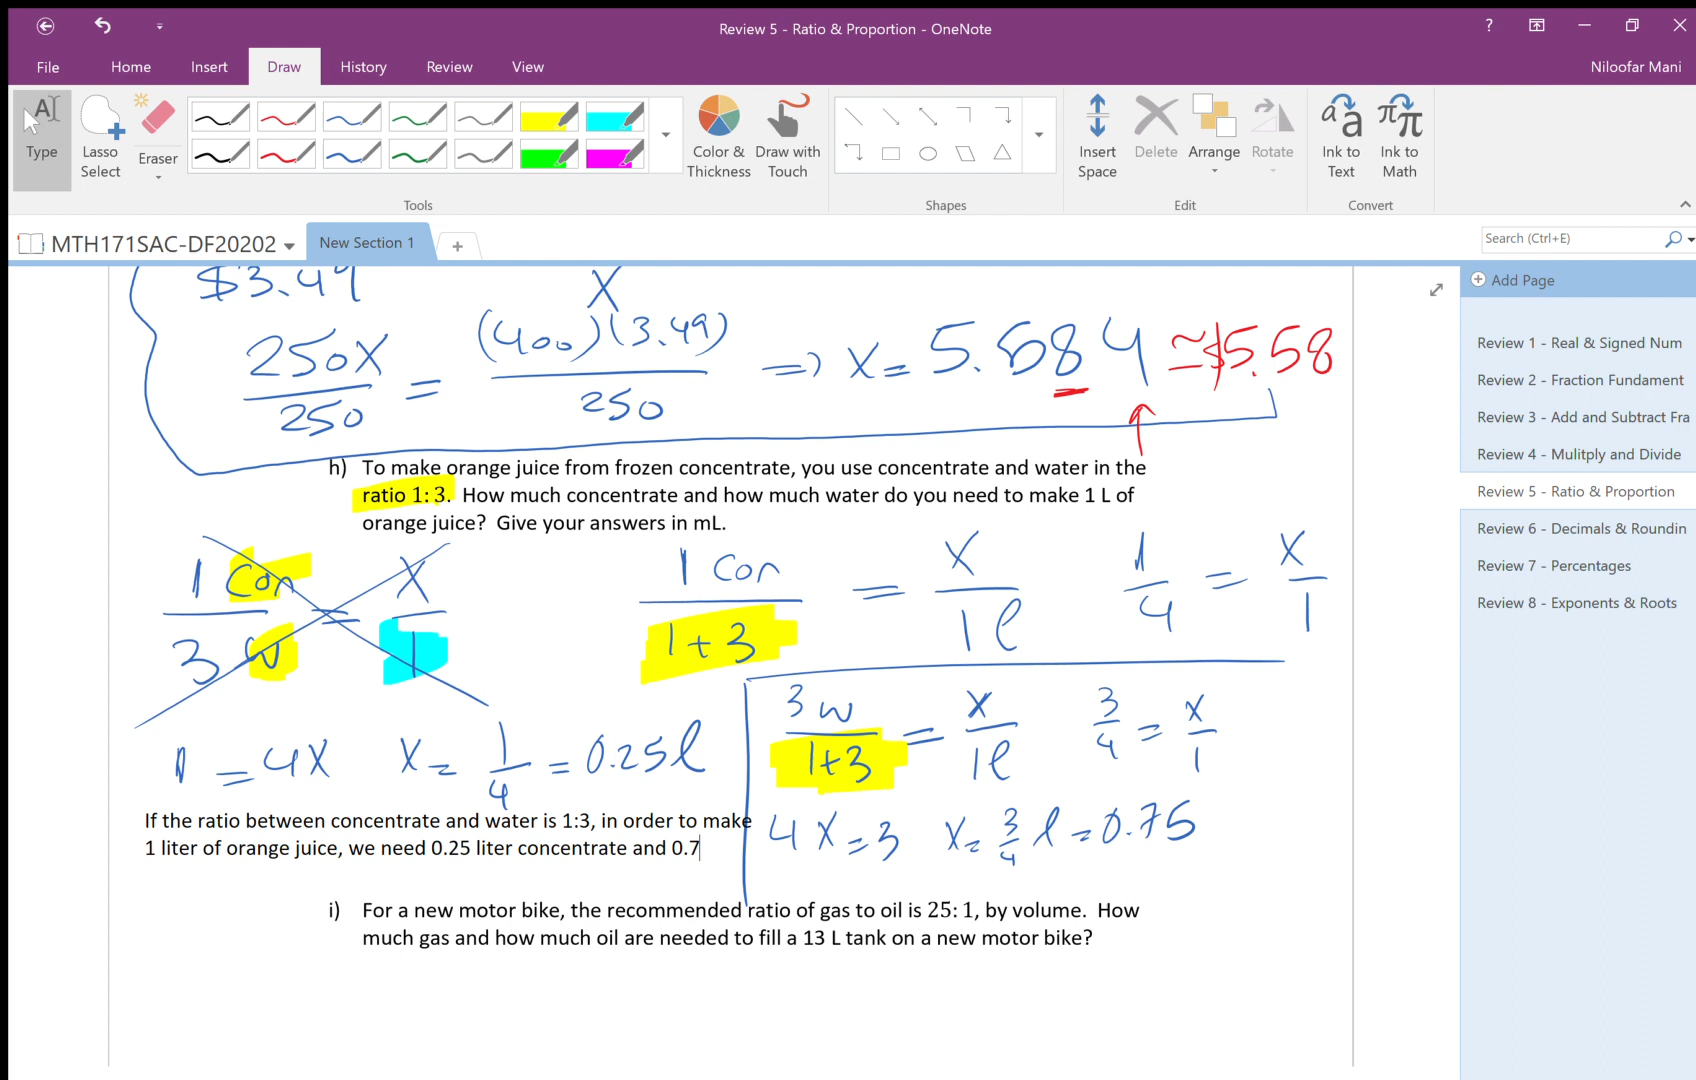 Review 5 - Ratio & Proportion - OneNote
?
File Home Insert Draw History Review View Niloofar Mani
Type
Lasso Select
Eraser
Color & Thickness
Draw with Touch
Insert Space
Delete
Arrange
Rotate
Ink to Text
Ink to Math
Tools Shapes Edit Convert
MTH171SAC-DF20202 New Section 1 +
Search (Ctrl+E)
Add Page
Review 1 - Real & Signed Num
Review 2 - Fraction Fundament
Review 3 - Add and Subtract Fra
Review 4 - Mulitply and Divide
Review 5 - Ratio & Proportion
Review 6 - Decimals & Roundin
Review 7 - Percentages
Review 8 - Exponents & Roots
$3.49 X
250X / 250 = (400)(3.49) / 250 => X = 5.584 ≃ $5.58
h) To make orange juice from frozen concentrate, you use concentrate and water in the
ratio 1: 3. How much concentrate and how much water do you need to make 1 L of
orange juice? Give your answers in mL.
1 Con / 3 W = X / 1
1 Con / 1+3 = X / 1 l
1/4 = X/1
3 W / 1+3 = X / 1 l
3/4 = X/1
1 = 4X X = 1/4 = 0.25 l
4X = 3 X = 3/4 l = 0.75
If the ratio between concentrate and water is 1:3, in order to make
1 liter of orange juice, we need 0.25 liter concentrate and 0.7
i) For a new motor bike, the recommended ratio of gas to oil is 25: 1, by volume. How
much gas and how much oil are needed to fill a 13 L tank on a new motor bike?